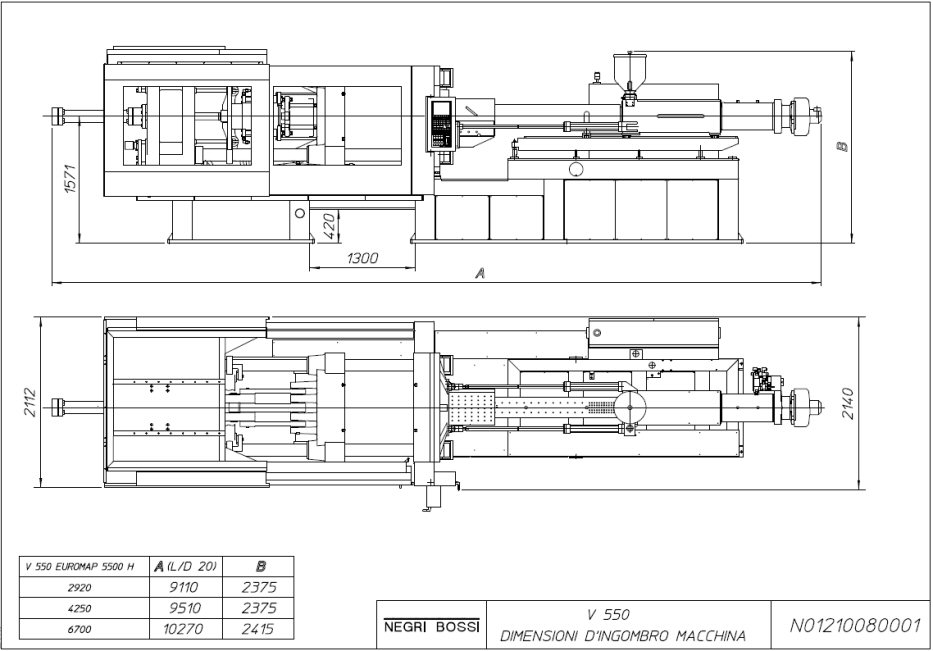 1571
420
1300
B
A
2112
2140
V 550 EUROMAP 5500 H A (L/D 20) B
2920 9110 2375
4250 9510 2375
6700 10270 2415
NEGRI BOSSI
V 550
DIMENSIONI D'INGOMBRO MACCHINA
N01210080001